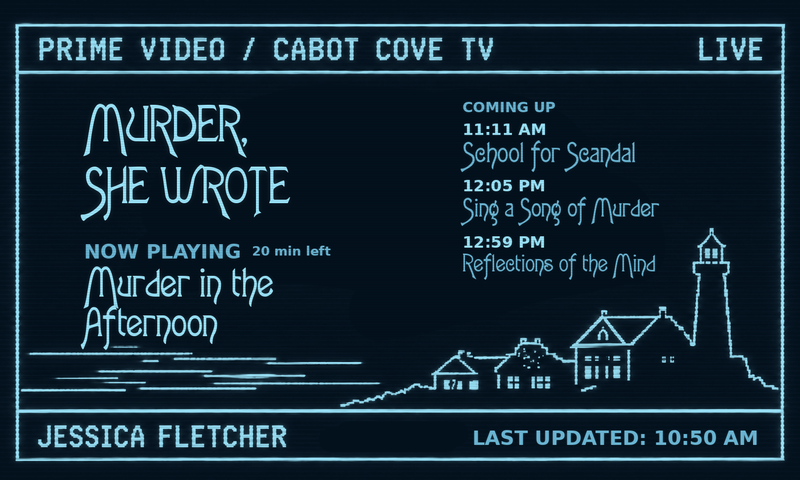 PRIME VIDEO / CABOT COVE TV
LIVE
MURDER,
SHE WROTE
NOW PLAYING 20 min left
Murder in the
Afternoon
COMING UP
11:11 AM
School for Scandal
12:05 PM
Sing a Song of Murder
12:59 PM
Reflections of the Mind
JESSICA FLETCHER
LAST UPDATED: 10:50 AM